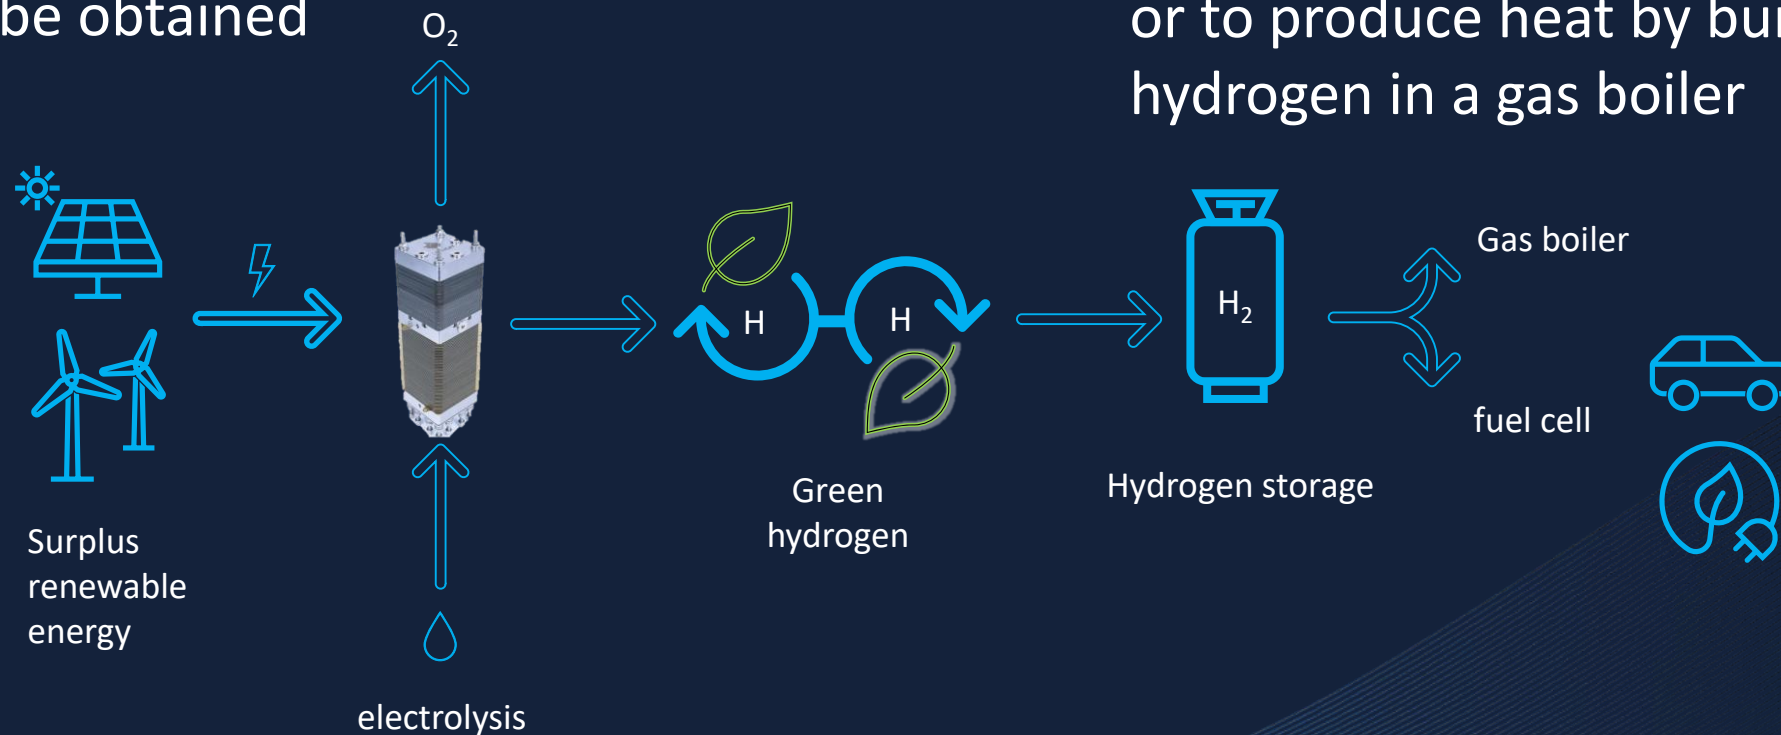 be obtained
or to produce heat by
hydrogen in a gas boiler
O₂
Gas boiler
H
H
H₂
fuel cell
Green
hydrogen
Hydrogen storage
Surplus
renewable
energy
electrolysis